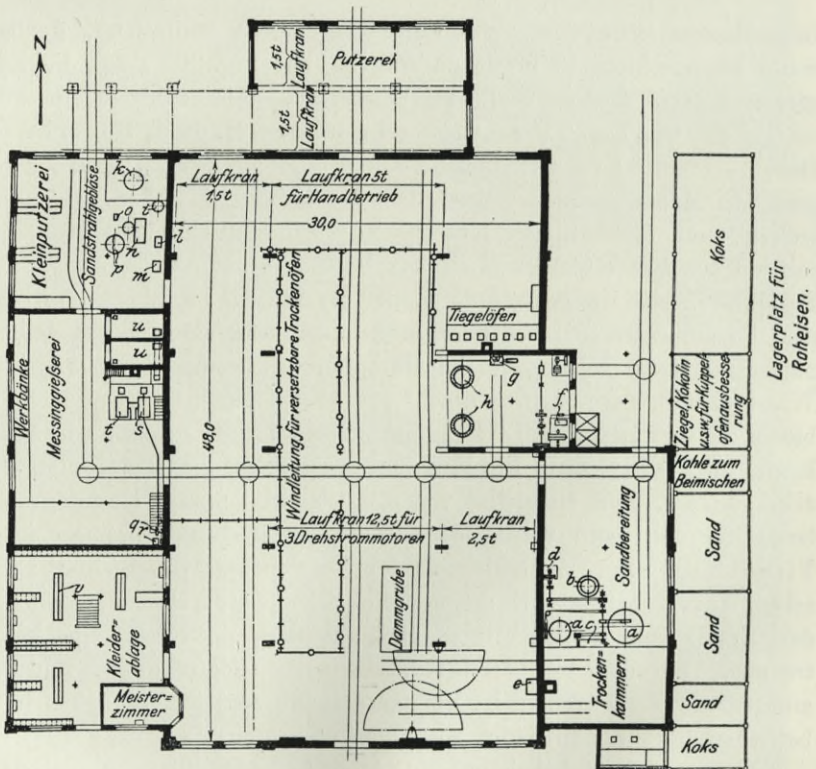 N
1,5t
Laufkran
Putzerei
1,5t
Laufkran
k
Kleinputzerei
Sandstrahlgebläse
o
t
n
l
p
m
Laufkran
1,5t
Laufkran 5t
für Handbetrieb
30,0
Koks
Lagerplatz für
Roheisen.
Werkbänke
Messinggießerei
u
u
t
s
Windleitung für versetzbare Trockenöfen
48,0
Tiegelöfen
g
h
f
Ziegel, Kokolin
usw. für Kuppel-
ofenausbesse-
rung
Kohle zum
Beimischen
q
r
Laufkran 12,5t für
3 Drehstrommotoren
Laufkran
2,5t
Sandbereitung
d
b
a
c
a
Sand
Sand
v
Kleider=
ablage
Meister=
zimmer
Dammgrube
e
Trocken=
kammern
Sand
Koks